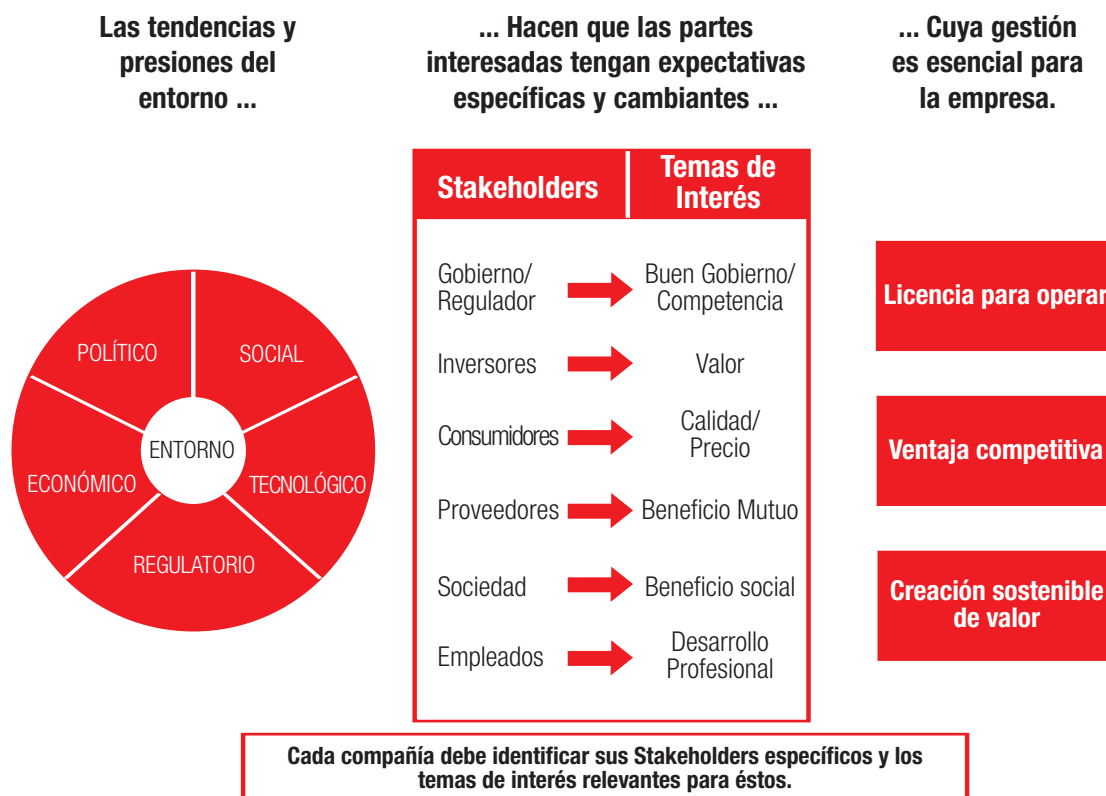 Las tendencias y
presiones del
entorno ...
... Hacen que las partes
interesadas tengan expectativas
específicas y cambiantes ...
... Cuya gestión
es esencial para
la empresa.
POLÍTICO
SOCIAL
ENTORNO
ECONÓMICO
TECNOLÓGICO
REGULATORIO
Stakeholders
Temas de
Interés
Gobierno/
Regulador
Buen Gobierno/
Competencia
Inversores
Valor
Consumidores
Calidad/
Precio
Proveedores
Beneficio Mutuo
Sociedad
Beneficio social
Empleados
Desarrollo
Profesional
Licencia para operar
Ventaja competitiva
Creación sostenible
de valor
Cada compañía debe identificar sus Stakeholders específicos y los
temas de interés relevantes para éstos.